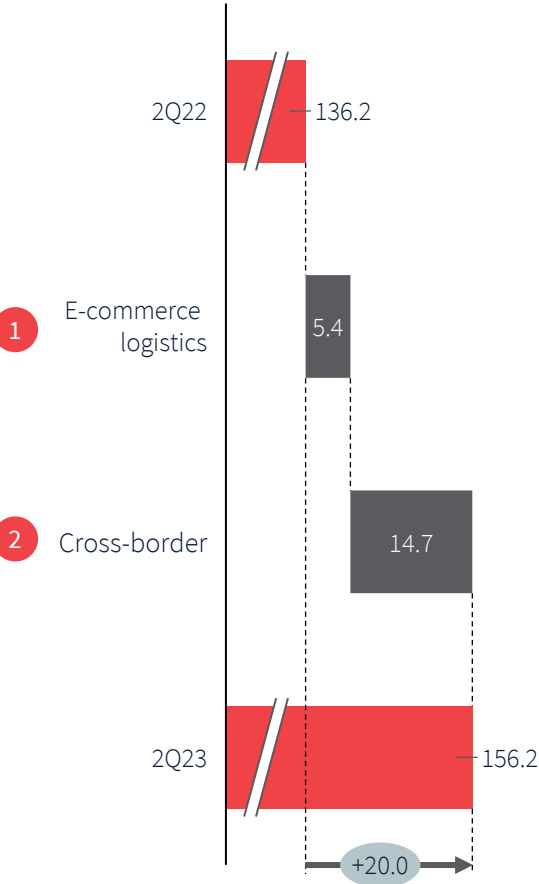 2Q22
136.2
1
E-commerce
logistics
5.4
2
Cross-border
14.7
2Q23
156.2
+20.0